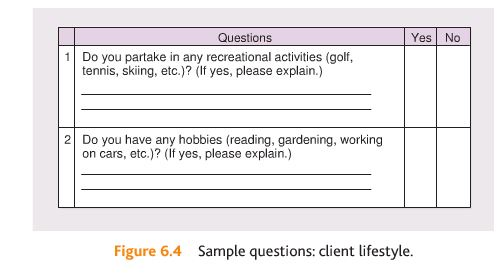 Questions Yes No
1 Do you partake in any recreational activities (golf,
tennis, skiing, etc.)? (If yes, please explain.)
2 Do you have any hobbies (reading, gardening, working
on cars, etc.)? (If yes, please explain.)
Figure 6.4 Sample questions: client lifestyle.